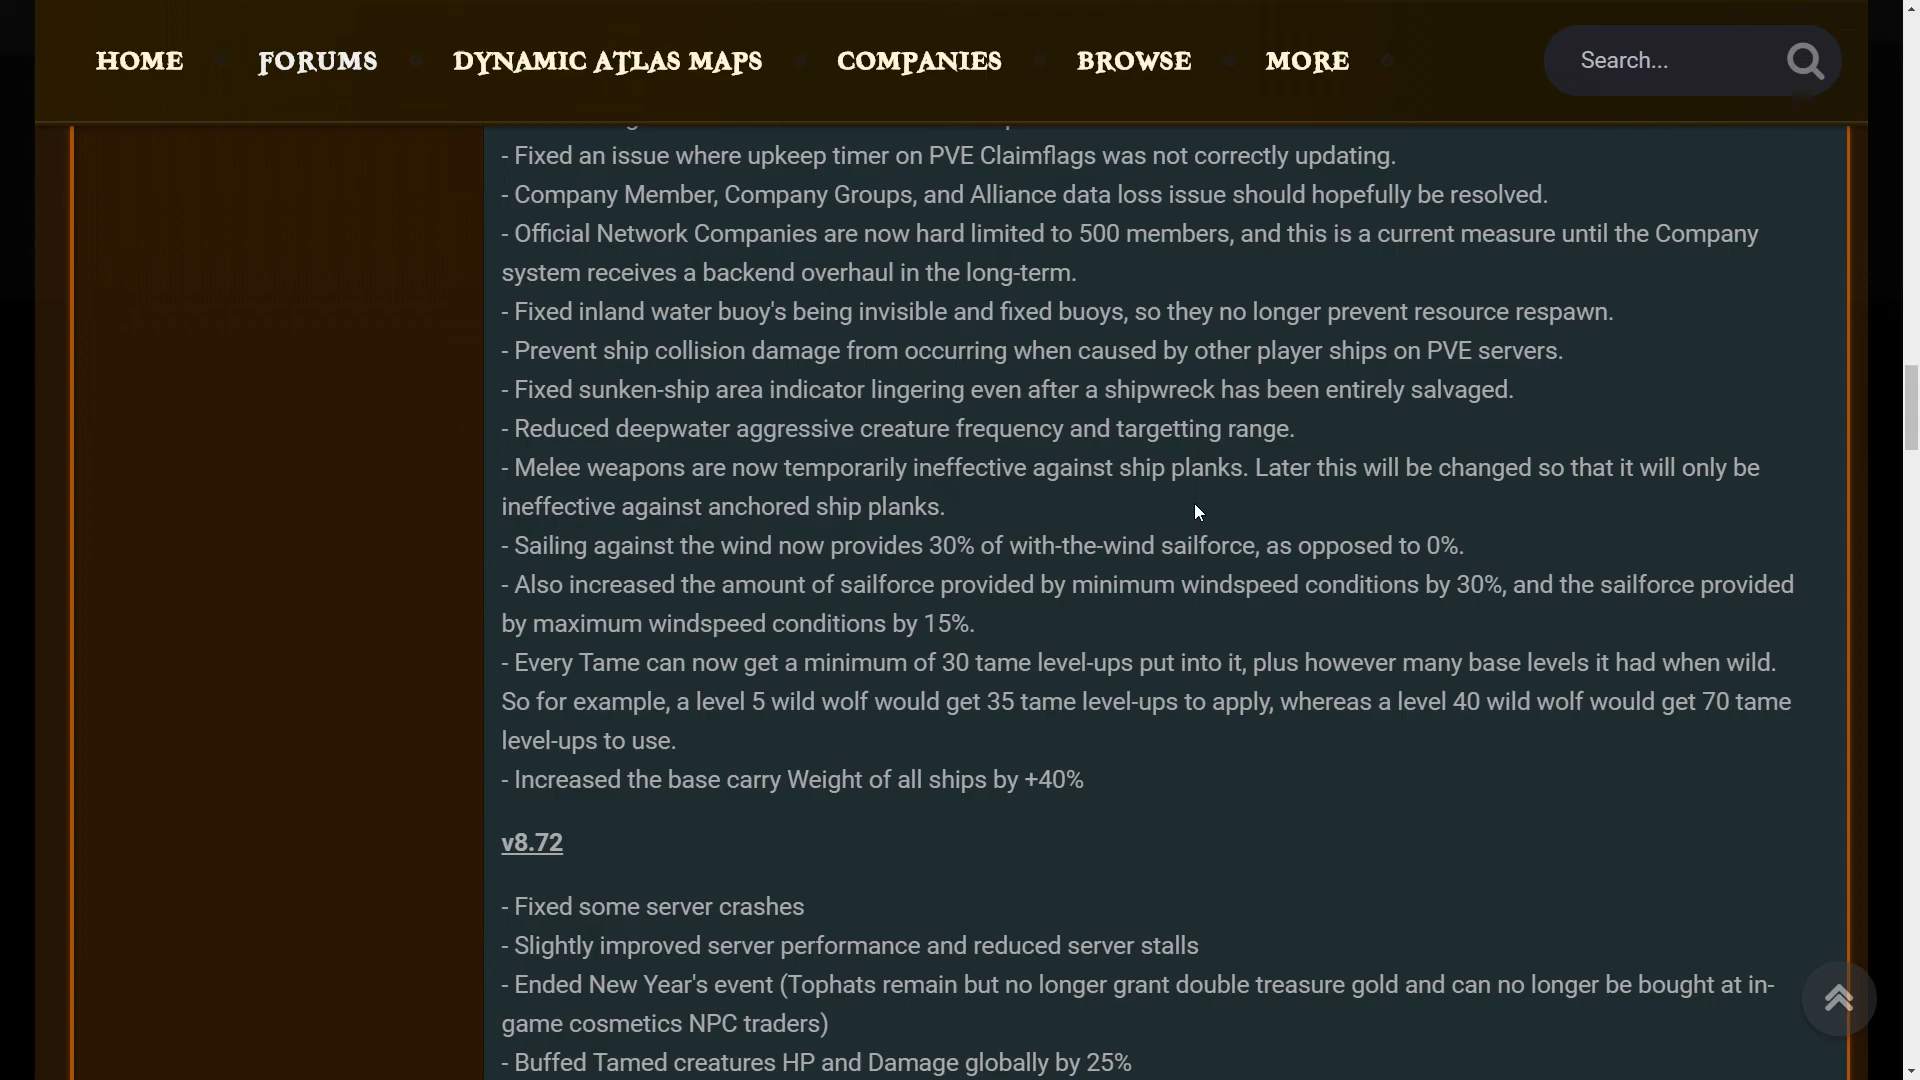 HOME FORUMS DYNAMIC ATLAS MAPS COMPANIES BROWSE MORE Search...
- Fixed an issue where upkeep timer on PVE Claimflags was not correctly updating.
- Company Member, Company Groups, and Alliance data loss issue should hopefully be resolved.
- Official Network Companies are now hard limited to 500 members, and this is a current measure until the Company
system receives a backend overhaul in the long-term.
- Fixed inland water buoy's being invisible and fixed buoys, so they no longer prevent resource respawn.
- Prevent ship collision damage from occurring when caused by other player ships on PVE servers.
- Fixed sunken-ship area indicator lingering even after a shipwreck has been entirely salvaged.
- Reduced deepwater aggressive creature frequency and targetting range.
- Melee weapons are now temporarily ineffective against ship planks. Later this will be changed so that it will only be
ineffective against anchored ship planks.
- Sailing against the wind now provides 30% of with-the-wind sailforce, as opposed to 0%.
- Also increased the amount of sailforce provided by minimum windspeed conditions by 30%, and the sailforce provided
by maximum windspeed conditions by 15%.
- Every Tame can now get a minimum of 30 tame level-ups put into it, plus however many base levels it had when wild.
So for example, a level 5 wild wolf would get 35 tame level-ups to apply, whereas a level 40 wild wolf would get 70 tame
level-ups to use.
- Increased the base carry Weight of all ships by +40%
v8.72
- Fixed some server crashes
- Slightly improved server performance and reduced server stalls
- Ended New Year's event (Tophats remain but no longer grant double treasure gold and can no longer be bought at in-
game cosmetics NPC traders)
- Buffed Tamed creatures HP and Damage globally by 25%